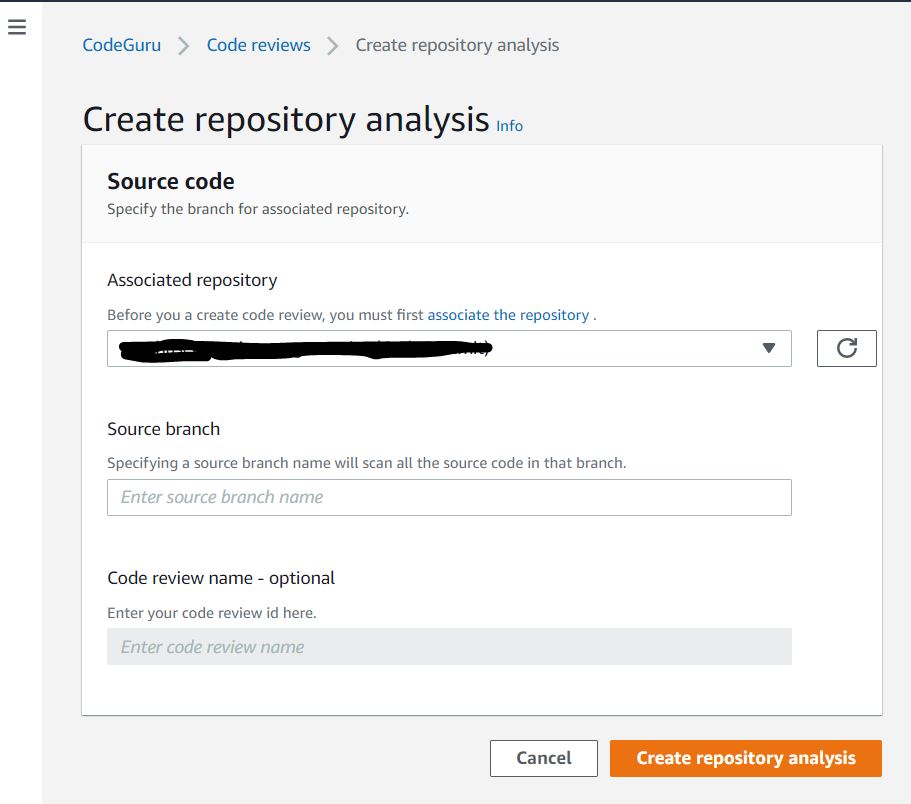 CodeGuru > Code reviews > Create repository analysis
Create repository analysis Info
Source code
Specify the branch for associated repository.
Associated repository
Before you a create code review, you must first associate the repository .
Source branch
Specifying a source branch name will scan all the source code in that branch.
Enter source branch name
Code review name - optional
Enter your code review id here.
Enter code review name
Cancel
Create repository analysis